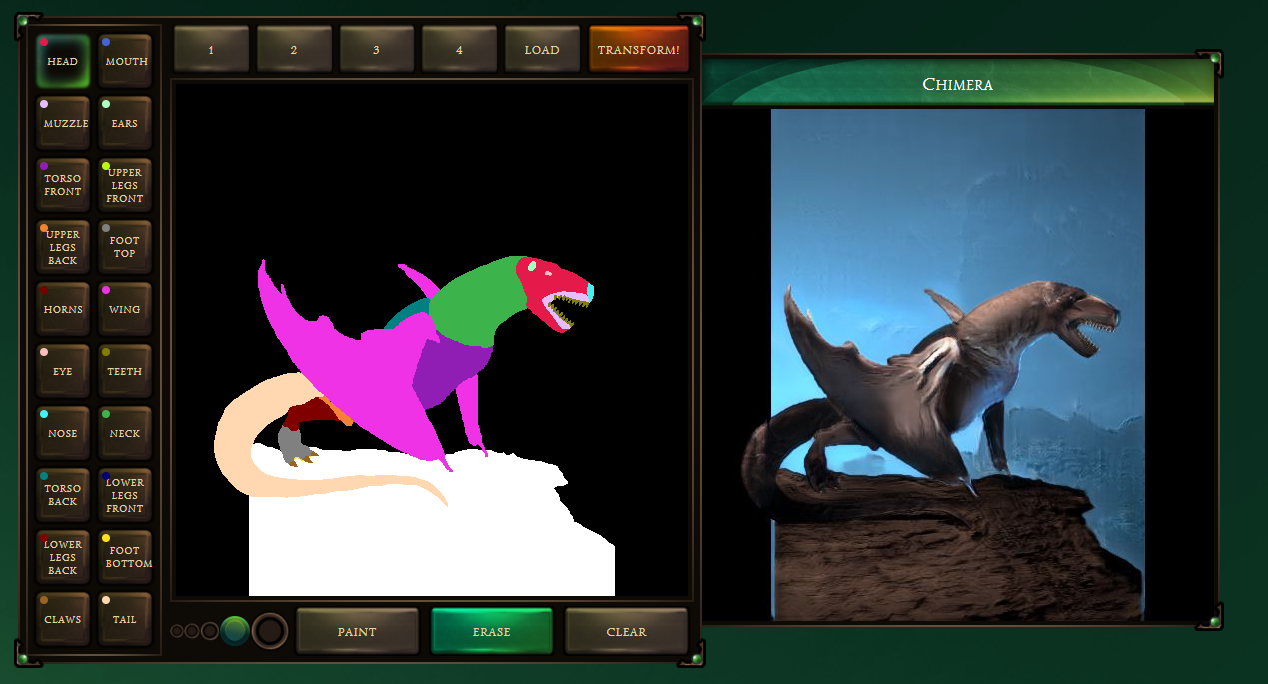 1
2
3
4
LOAD
TRANSFORM!
HEAD
MOUTH
MUZZLE
EARS
TORSO
FRONT
UPPER
LEGS
FRONT
UPPER
LEGS
BACK
FOOT
TOP
HORNS
WING
EYE
TEETH
NOSE
NECK
TORSO
BACK
LOWER
LEGS
FRONT
LOWER
LEGS
BACK
FOOT
BOTTOM
CLAWS
TAIL
PAINT
ERASE
CLEAR
CHIMERA